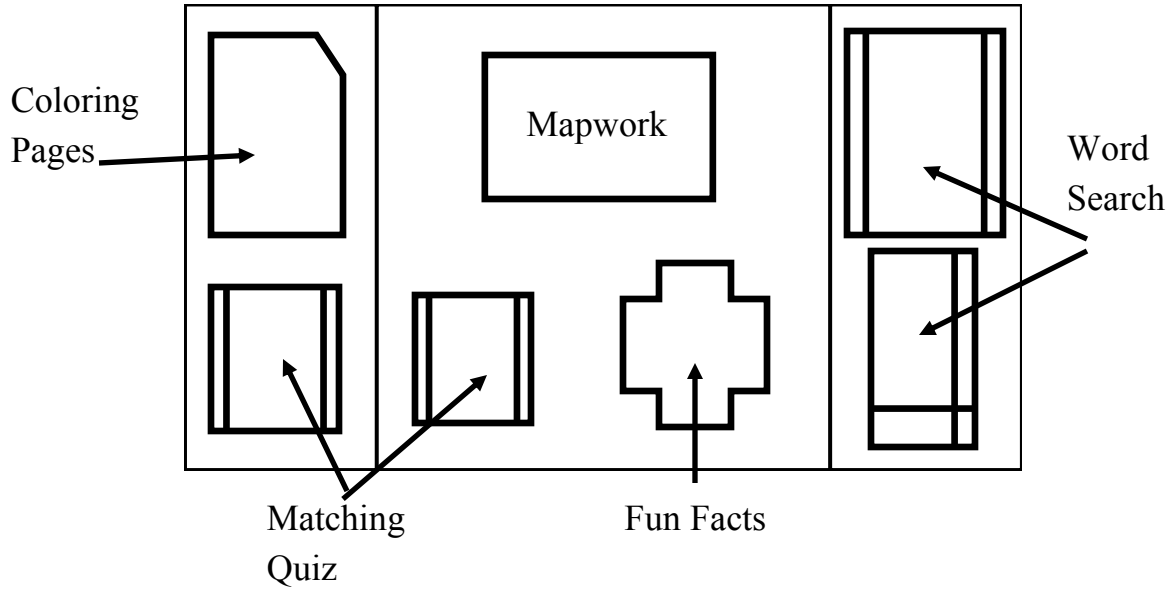 Coloring
Pages
Mapwork
Word
Search
Matching
Quiz
Fun Facts